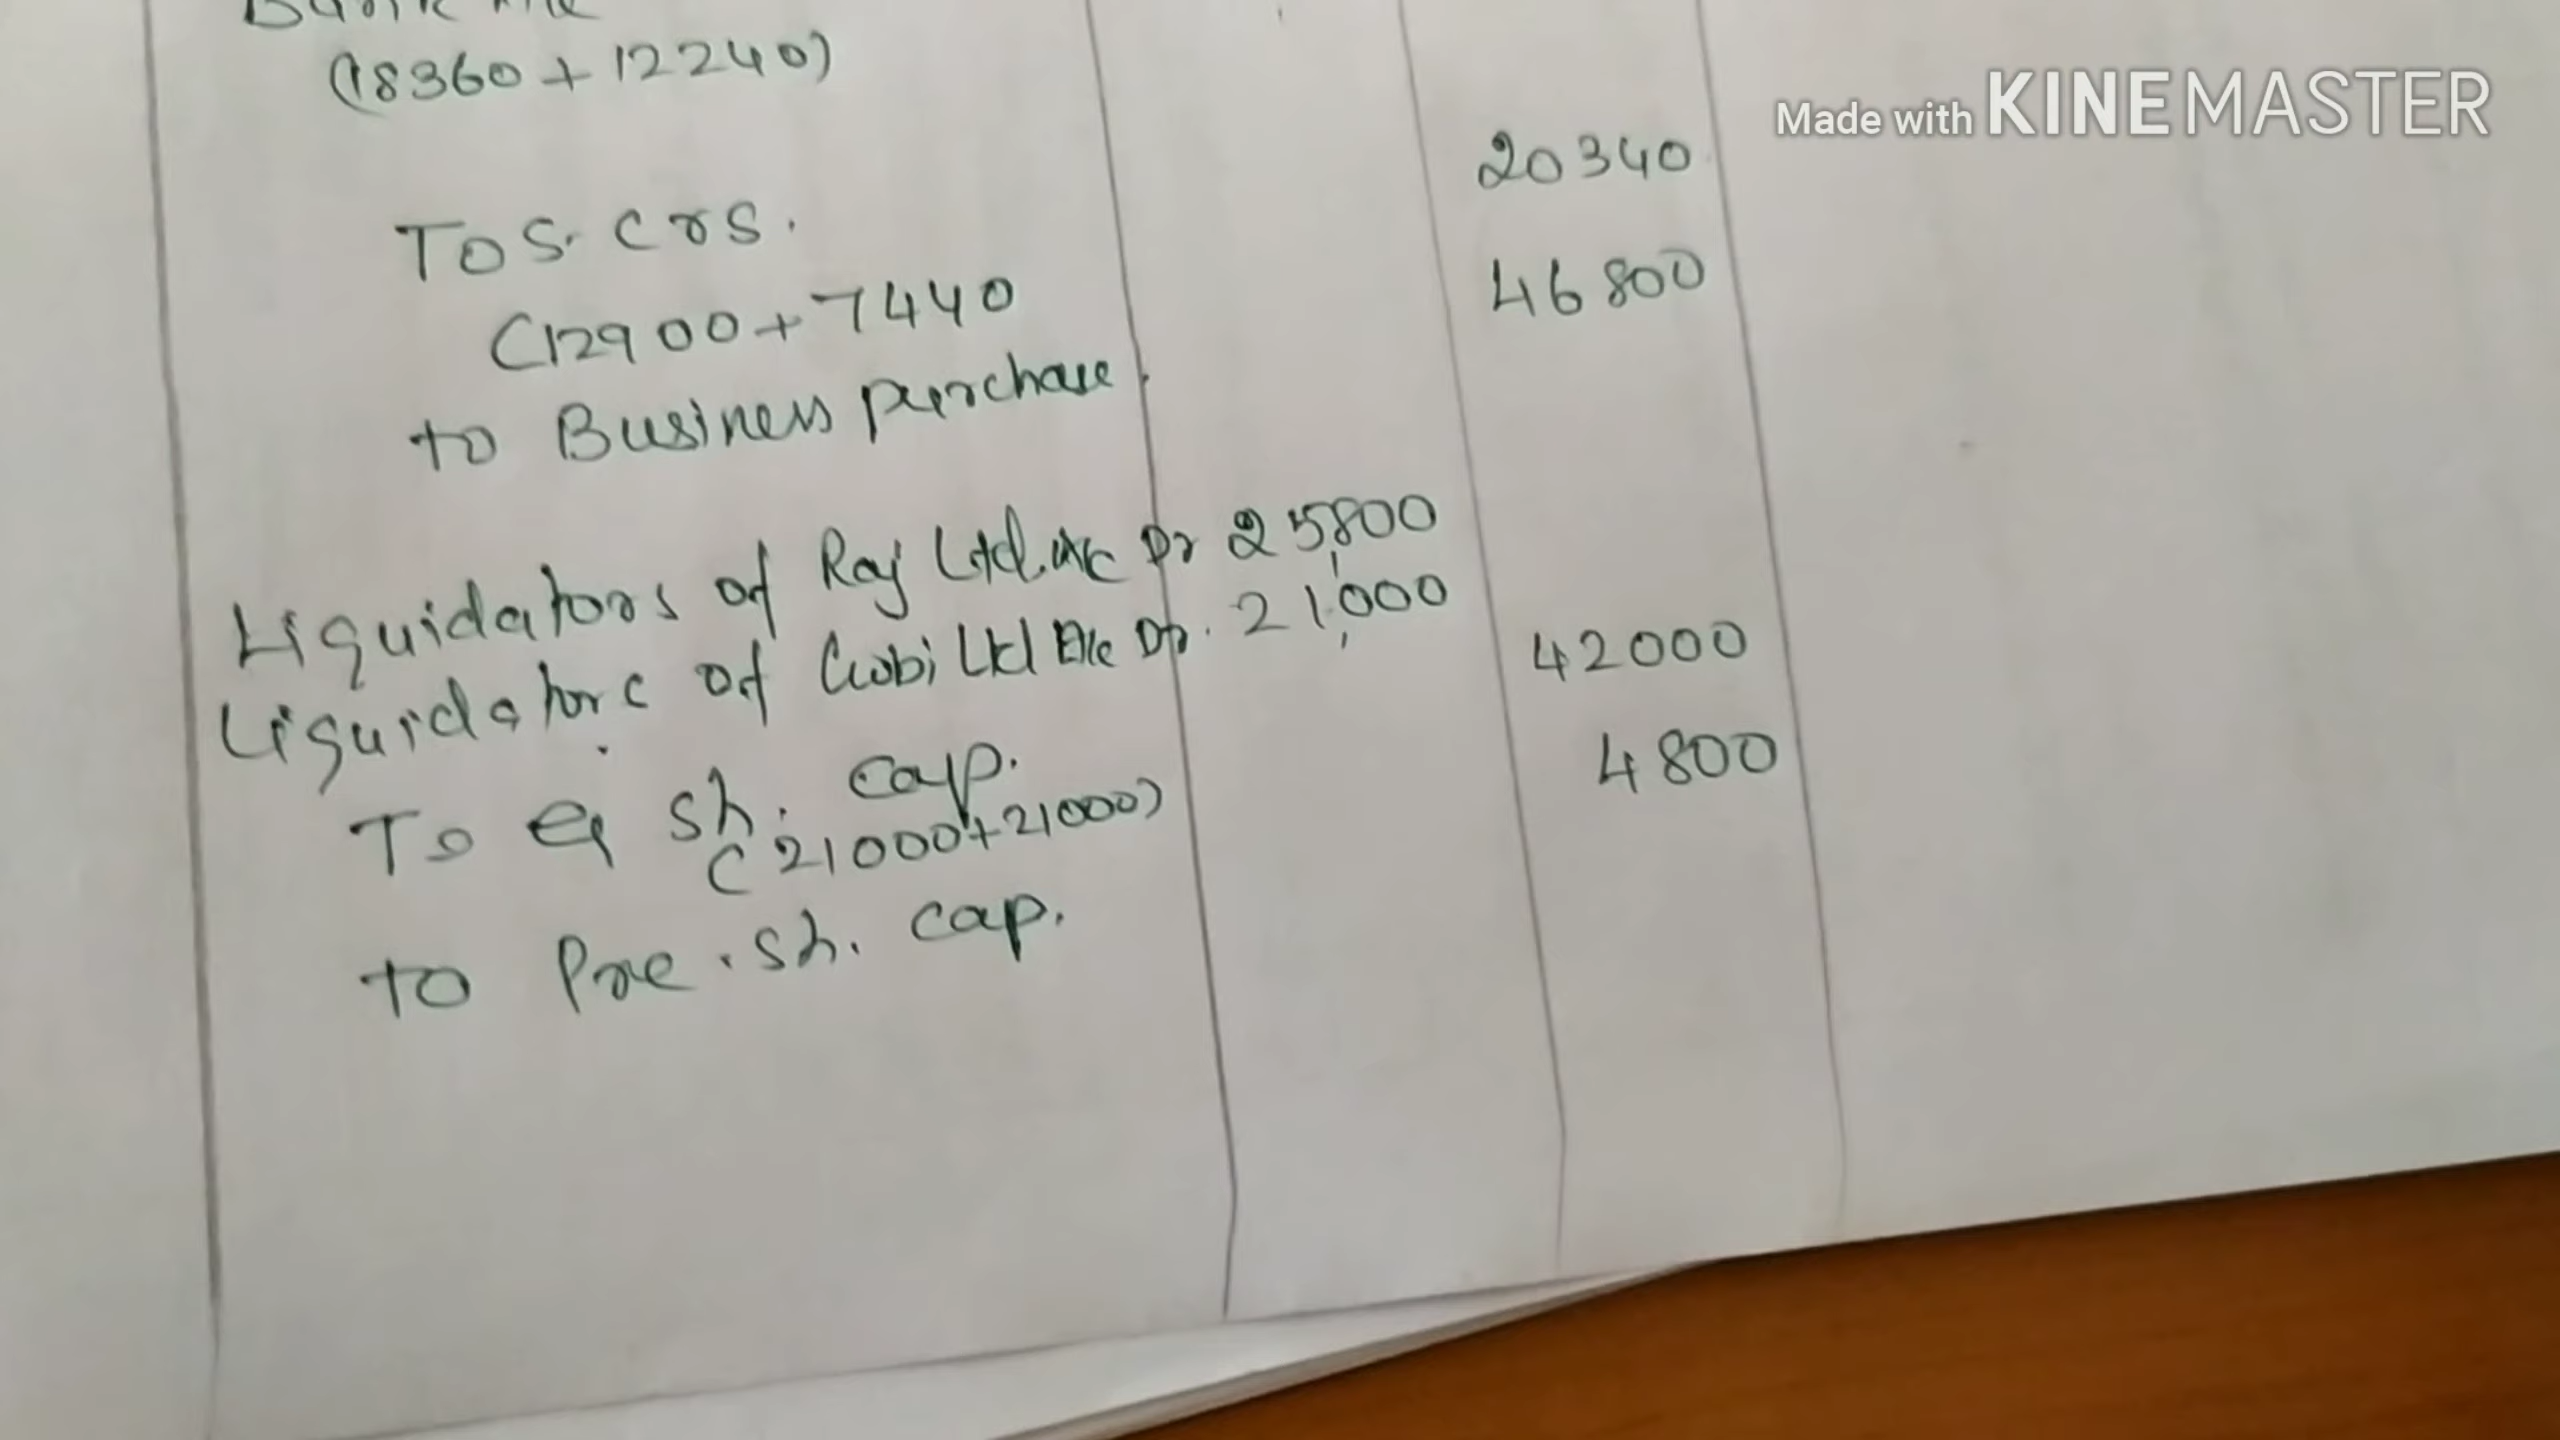 Bank A/c
(18360 + 12240)
Made with KINEMASTER
20340
To S. Crs.
(12900 + 7440
46800
to Business purchase
Liquidators of Raj Ltd. A/c Dr 25,800
Liquidators of Gobi Ltd A/c Dr. 21,000
42000
To eq sh. cap.
(21000 + 21000)
4800
to Pre. sh. cap.